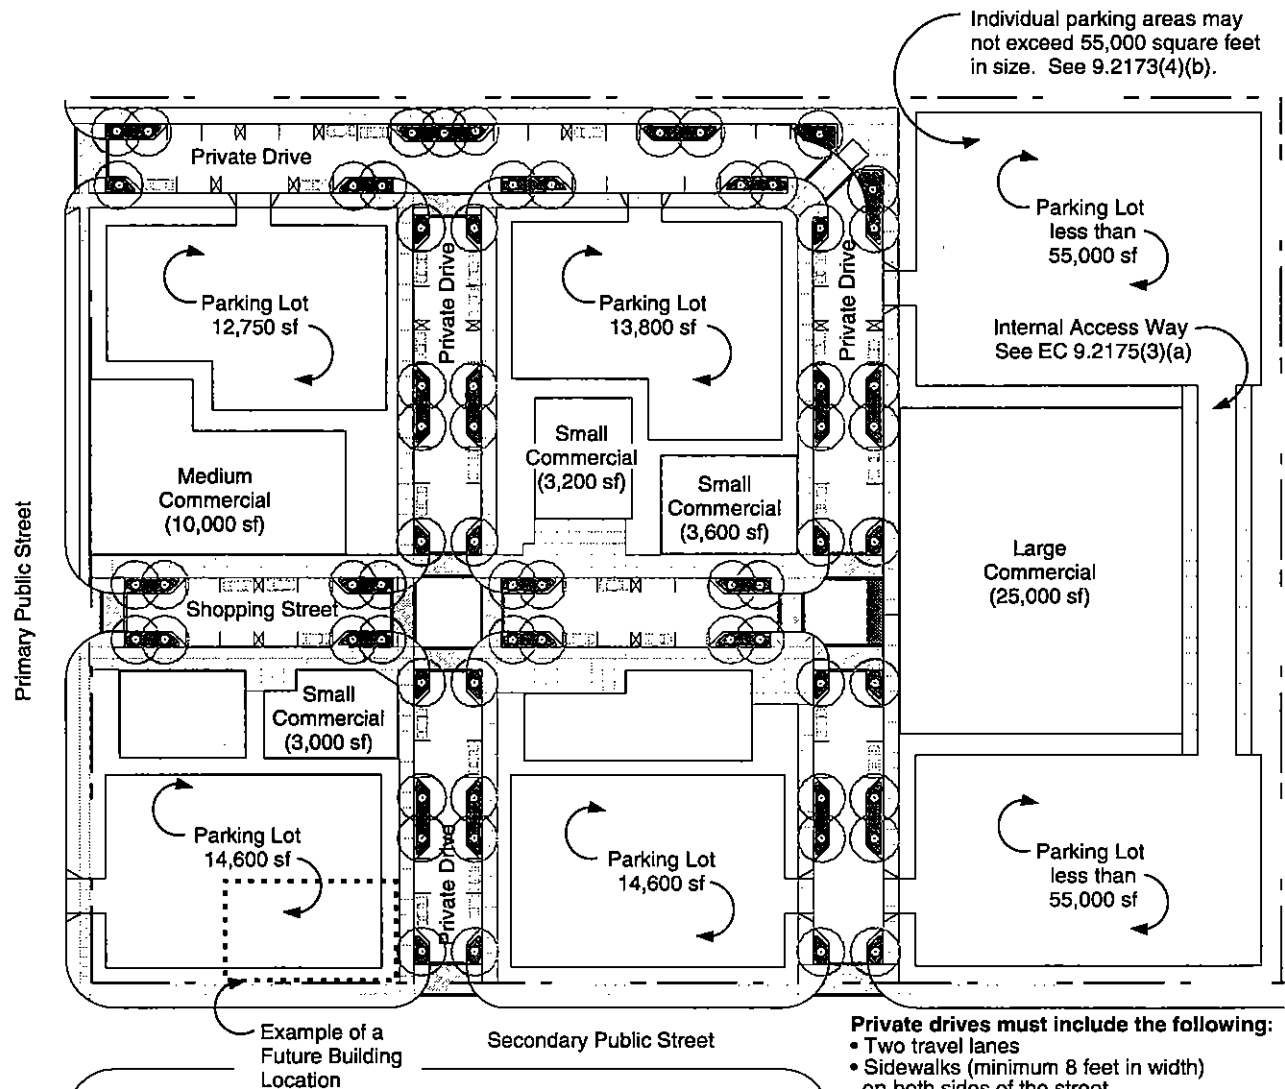 Individual parking areas may
not exceed 55,000 square feet
in size. See 9.2173(4)(b).
Private Drive
Parking Lot
12,750 sf
Private Drive
Parking Lot
13,800 sf
Private Drive
Parking Lot
less than
55,000 sf
Internal Access Way
See EC 9.2175(3)(a)
Medium
Commercial
(10,000 sf)
Small
Commercial
(3,200 sf)
Small
Commercial
(3,600 sf)
Large
Commercial
(25,000 sf)
Primary Public Street
Shopping Street
Small
Commercial
(3,000 sf)
Parking Lot
14,600 sf
Private Drive
Parking Lot
14,600 sf
Parking Lot
less than
55,000 sf
Example of a
Future Building
Location
Secondary Public Street
Private drives must include the following:
• Two travel lanes
• Sidewalks (minimum 8 feet in width)
on both sides of the street